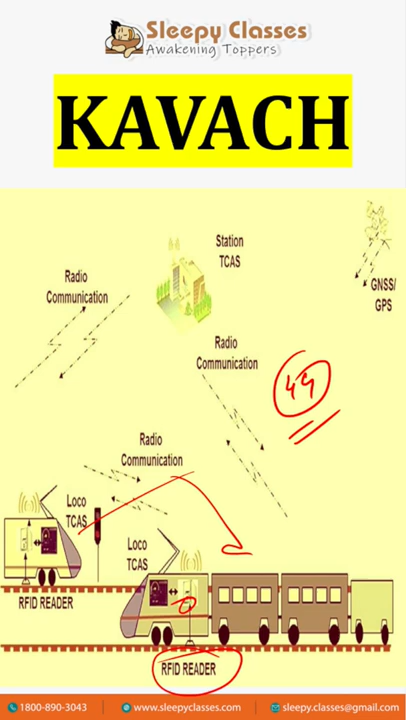 Sleepy Classes
Awakening Toppers
KAVACH
Station
TCAS
Radio
Communication
GNSS/
GPS
Radio
Communication
4G
Radio
Communication
Loco
TCAS
Loco
TCAS
RFID READER
RFID READER
1800-890-3043
www.sleepyclasses.com
sleepy.classes@gmail.com